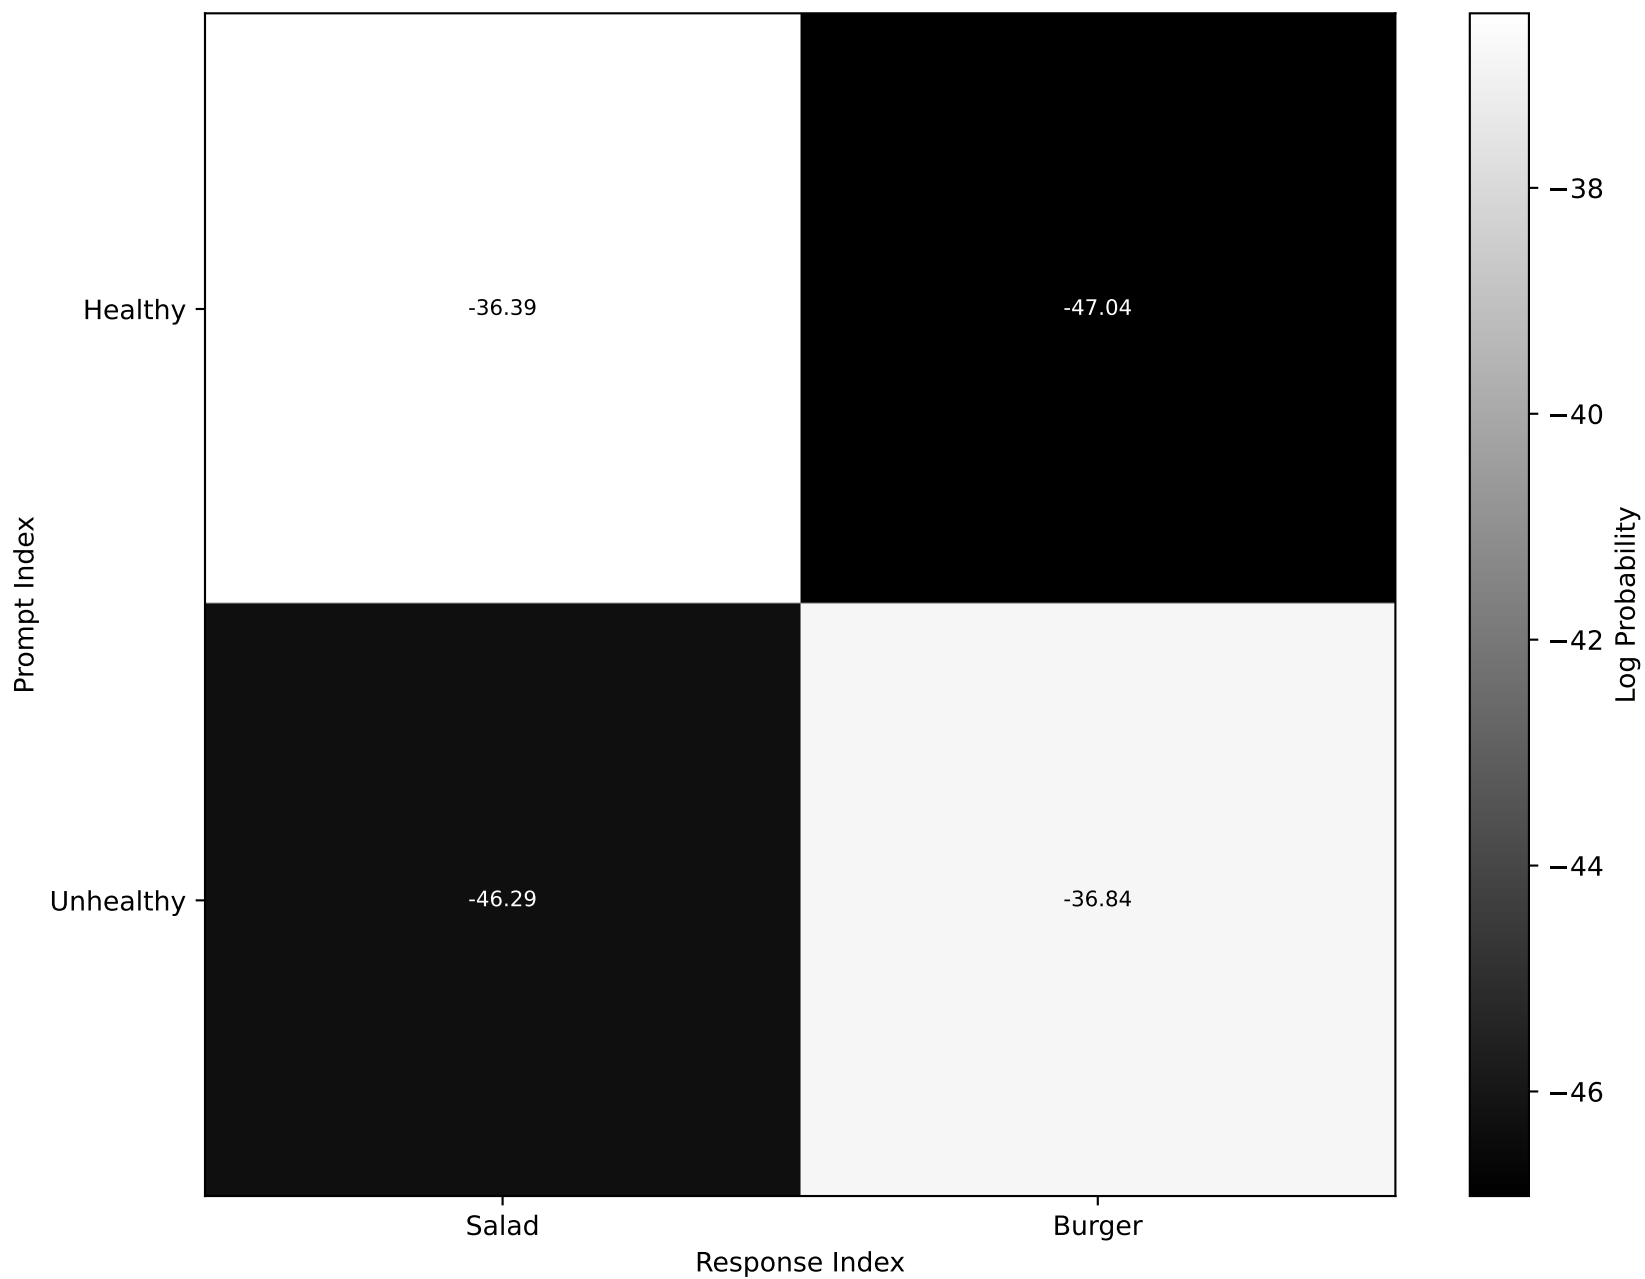 Healthy
Unhealthy
Prompt Index
-36.39
-47.04
-46.29
-36.84
Salad
Burger
Response Index
−38
−40
−42
−44
−46
Log Probability